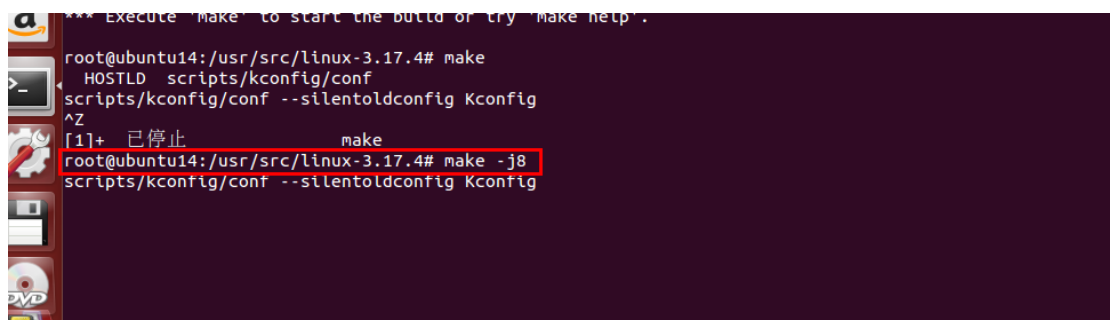 *** Execute 'make' to start the build or try 'make help'.
root@ubuntu14:/usr/src/linux-3.17.4# make
  HOSTLD  scripts/kconfig/conf
scripts/kconfig/conf --silentoldconfig Kconfig
^Z
[1]+  已停止               make
root@ubuntu14:/usr/src/linux-3.17.4# make -j8
scripts/kconfig/conf --silentoldconfig Kconfig
DVD